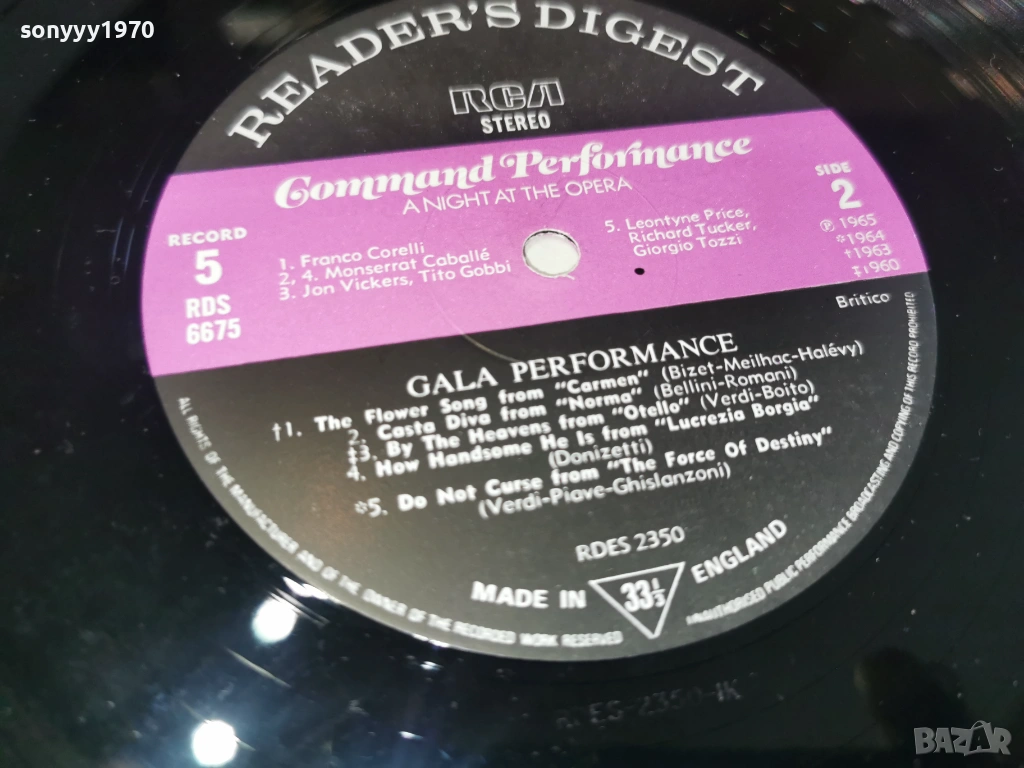 sonyyy1970
READER'S DIGEST
RCA
STEREO
Command Performance
A NIGHT AT THE OPERA
RECORD
5
RDS
6675
1. Franco Corelli
2, 4. Monserrat Caballé
3. Jon Vickers, Tito Gobbi
5. Leontyne Price,
Richard Tucker,
Giorgio Tozzi
SIDE
2
℗ 1965
*1964
†1963
‡1960
Britico
GALA PERFORMANCE
†1. The Flower Song from "Carmen" (Bizet-Meilhac-Halévy)
2. Casta Diva from "Norma" (Bellini-Romani)
‡3. By The Heavens from "Otello" (Verdi-Boito)
4. How Handsome He Is from "Lucrezia Borgia"
(Donizetti)
*5. Do Not Curse from "The Force Of Destiny"
(Verdi-Piave-Ghislanzoni)
RDES 2350
MADE IN 33⅓ ENGLAND
ALL RIGHTS OF THE MANUFACTURER AND OF THE OWNER OF THE RECORDED WORK RESERVED
UNAUTHORISED PUBLIC PERFORMANCE BROADCASTING AND COPYING OF THIS RECORD PROHIBITED
BAZAR